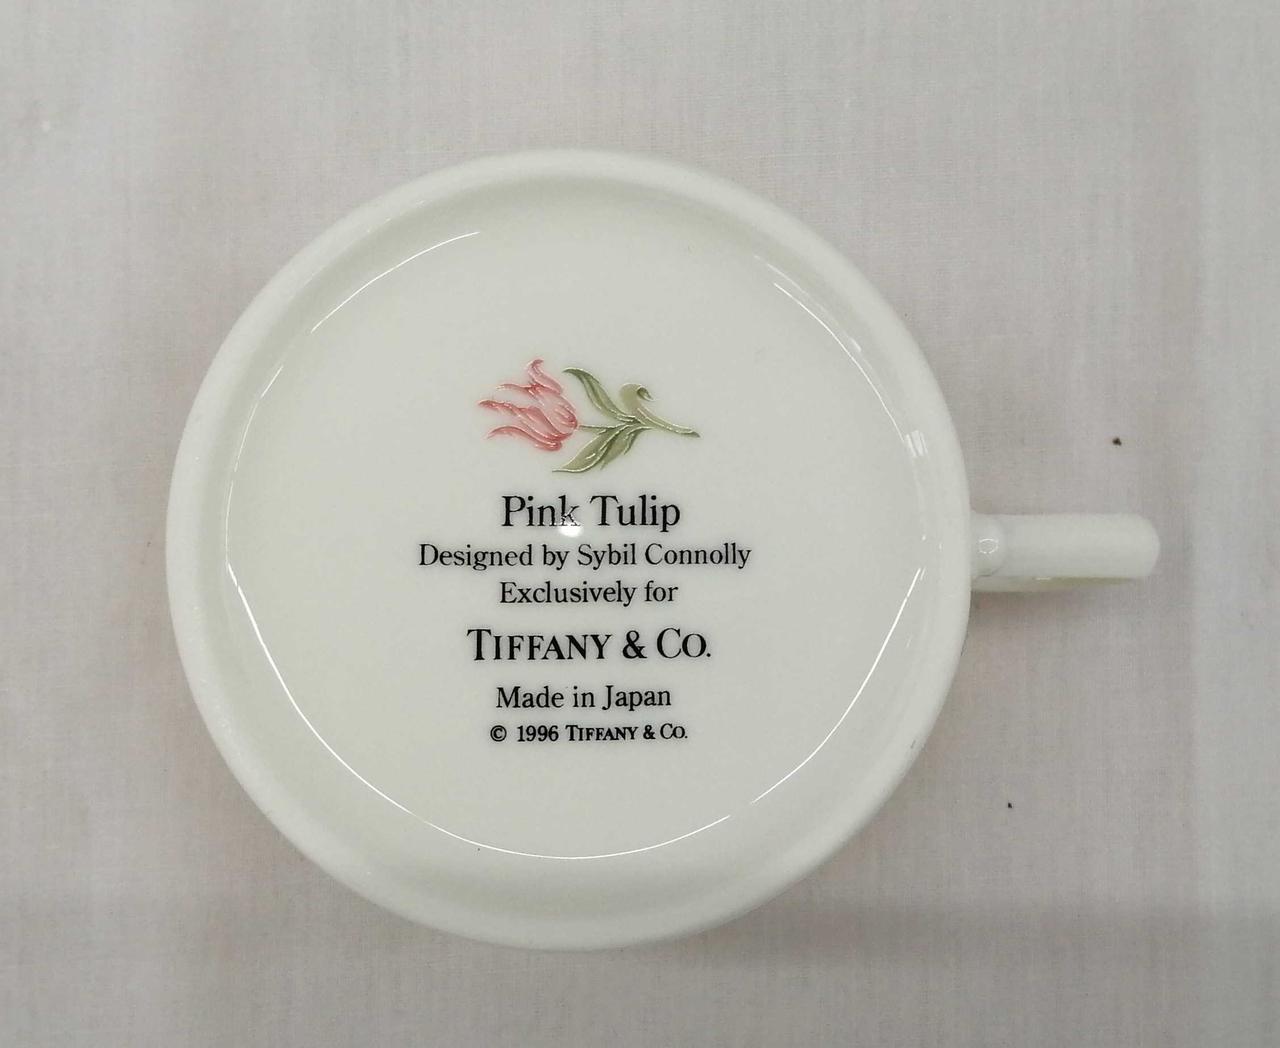 Pink Tulip
Designed by Sybil Connolly
Exclusively for
TIFFANY & CO.
Made in Japan
© 1996 TIFFANY & CO.